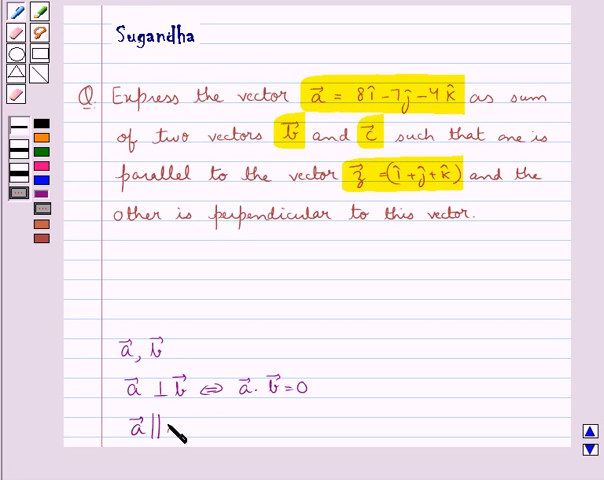 Sugandha
Q. Express the vector a⃗ = 8î - 7ĵ - 4k̂ as sum
of two vectors b⃗ and c⃗ such that one is
parallel to the vector z⃗ = (î + ĵ + k̂) and the
other is perpendicular to this vector.
a⃗, b⃗
a⃗ ⊥ b⃗ ⇔ a⃗ . b⃗ = 0
a⃗ ||